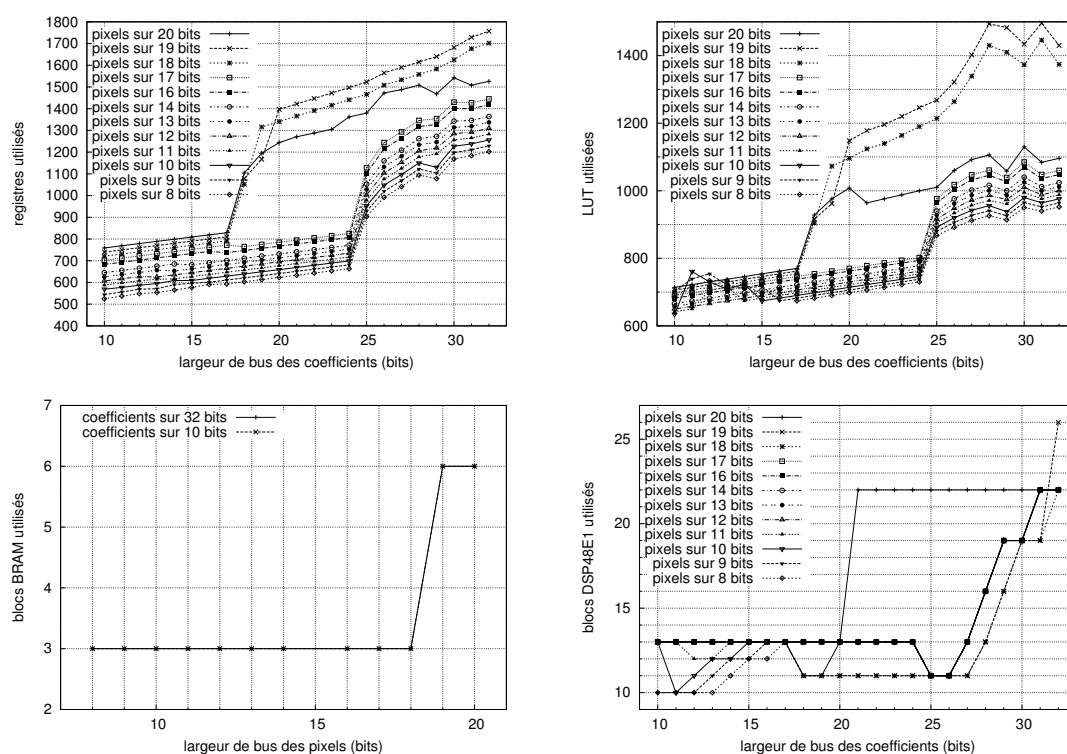 registres utilisés
1800
1700
1600
1500
1400
1300
1200
1100
1000
900
800
700
600
500
400
10 15 20 25 30
largeur de bus des coefficients (bits)
pixels sur 20 bits
pixels sur 19 bits
pixels sur 18 bits
pixels sur 17 bits
pixels sur 16 bits
pixels sur 14 bits
pixels sur 13 bits
pixels sur 12 bits
pixels sur 11 bits
pixels sur 10 bits
pixels sur 9 bits
pixels sur 8 bits
LUT utilisées
1400
1200
1000
800
600
10 15 20 25 30
largeur de bus des coefficients (bits)
pixels sur 20 bits
pixels sur 19 bits
pixels sur 18 bits
pixels sur 17 bits
pixels sur 16 bits
pixels sur 14 bits
pixels sur 13 bits
pixels sur 12 bits
pixels sur 11 bits
pixels sur 10 bits
pixels sur 9 bits
pixels sur 8 bits
blocs BRAM utilisés
7
6
5
4
3
2
10 15 20
largeur de bus des pixels (bits)
coefficients sur 32 bits
coefficients sur 10 bits
blocs DSP48E1 utilisés
25
22
19
16
13
10
10 15 20 25 30
largeur de bus des coefficients (bits)
pixels sur 20 bits
pixels sur 19 bits
pixels sur 18 bits
pixels sur 17 bits
pixels sur 16 bits
pixels sur 14 bits
pixels sur 13 bits
pixels sur 12 bits
pixels sur 11 bits
pixels sur 10 bits
pixels sur 9 bits
pixels sur 8 bits